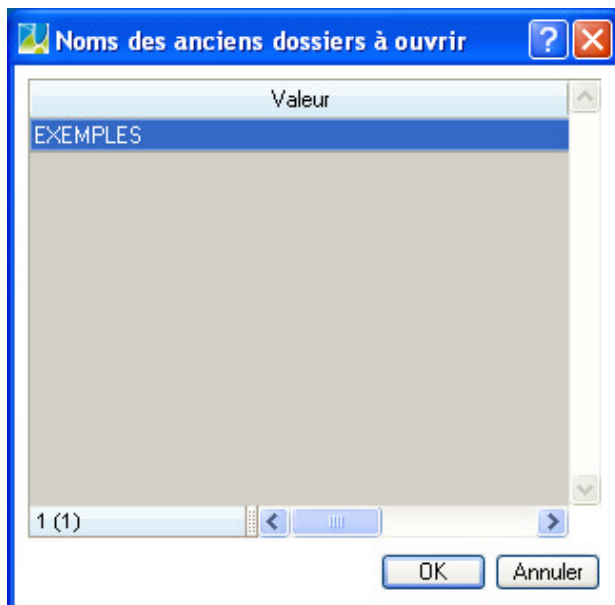 Noms des anciens dossiers à ouvrir
Valeur
EXEMPLES
1 (1)
OK Annuler